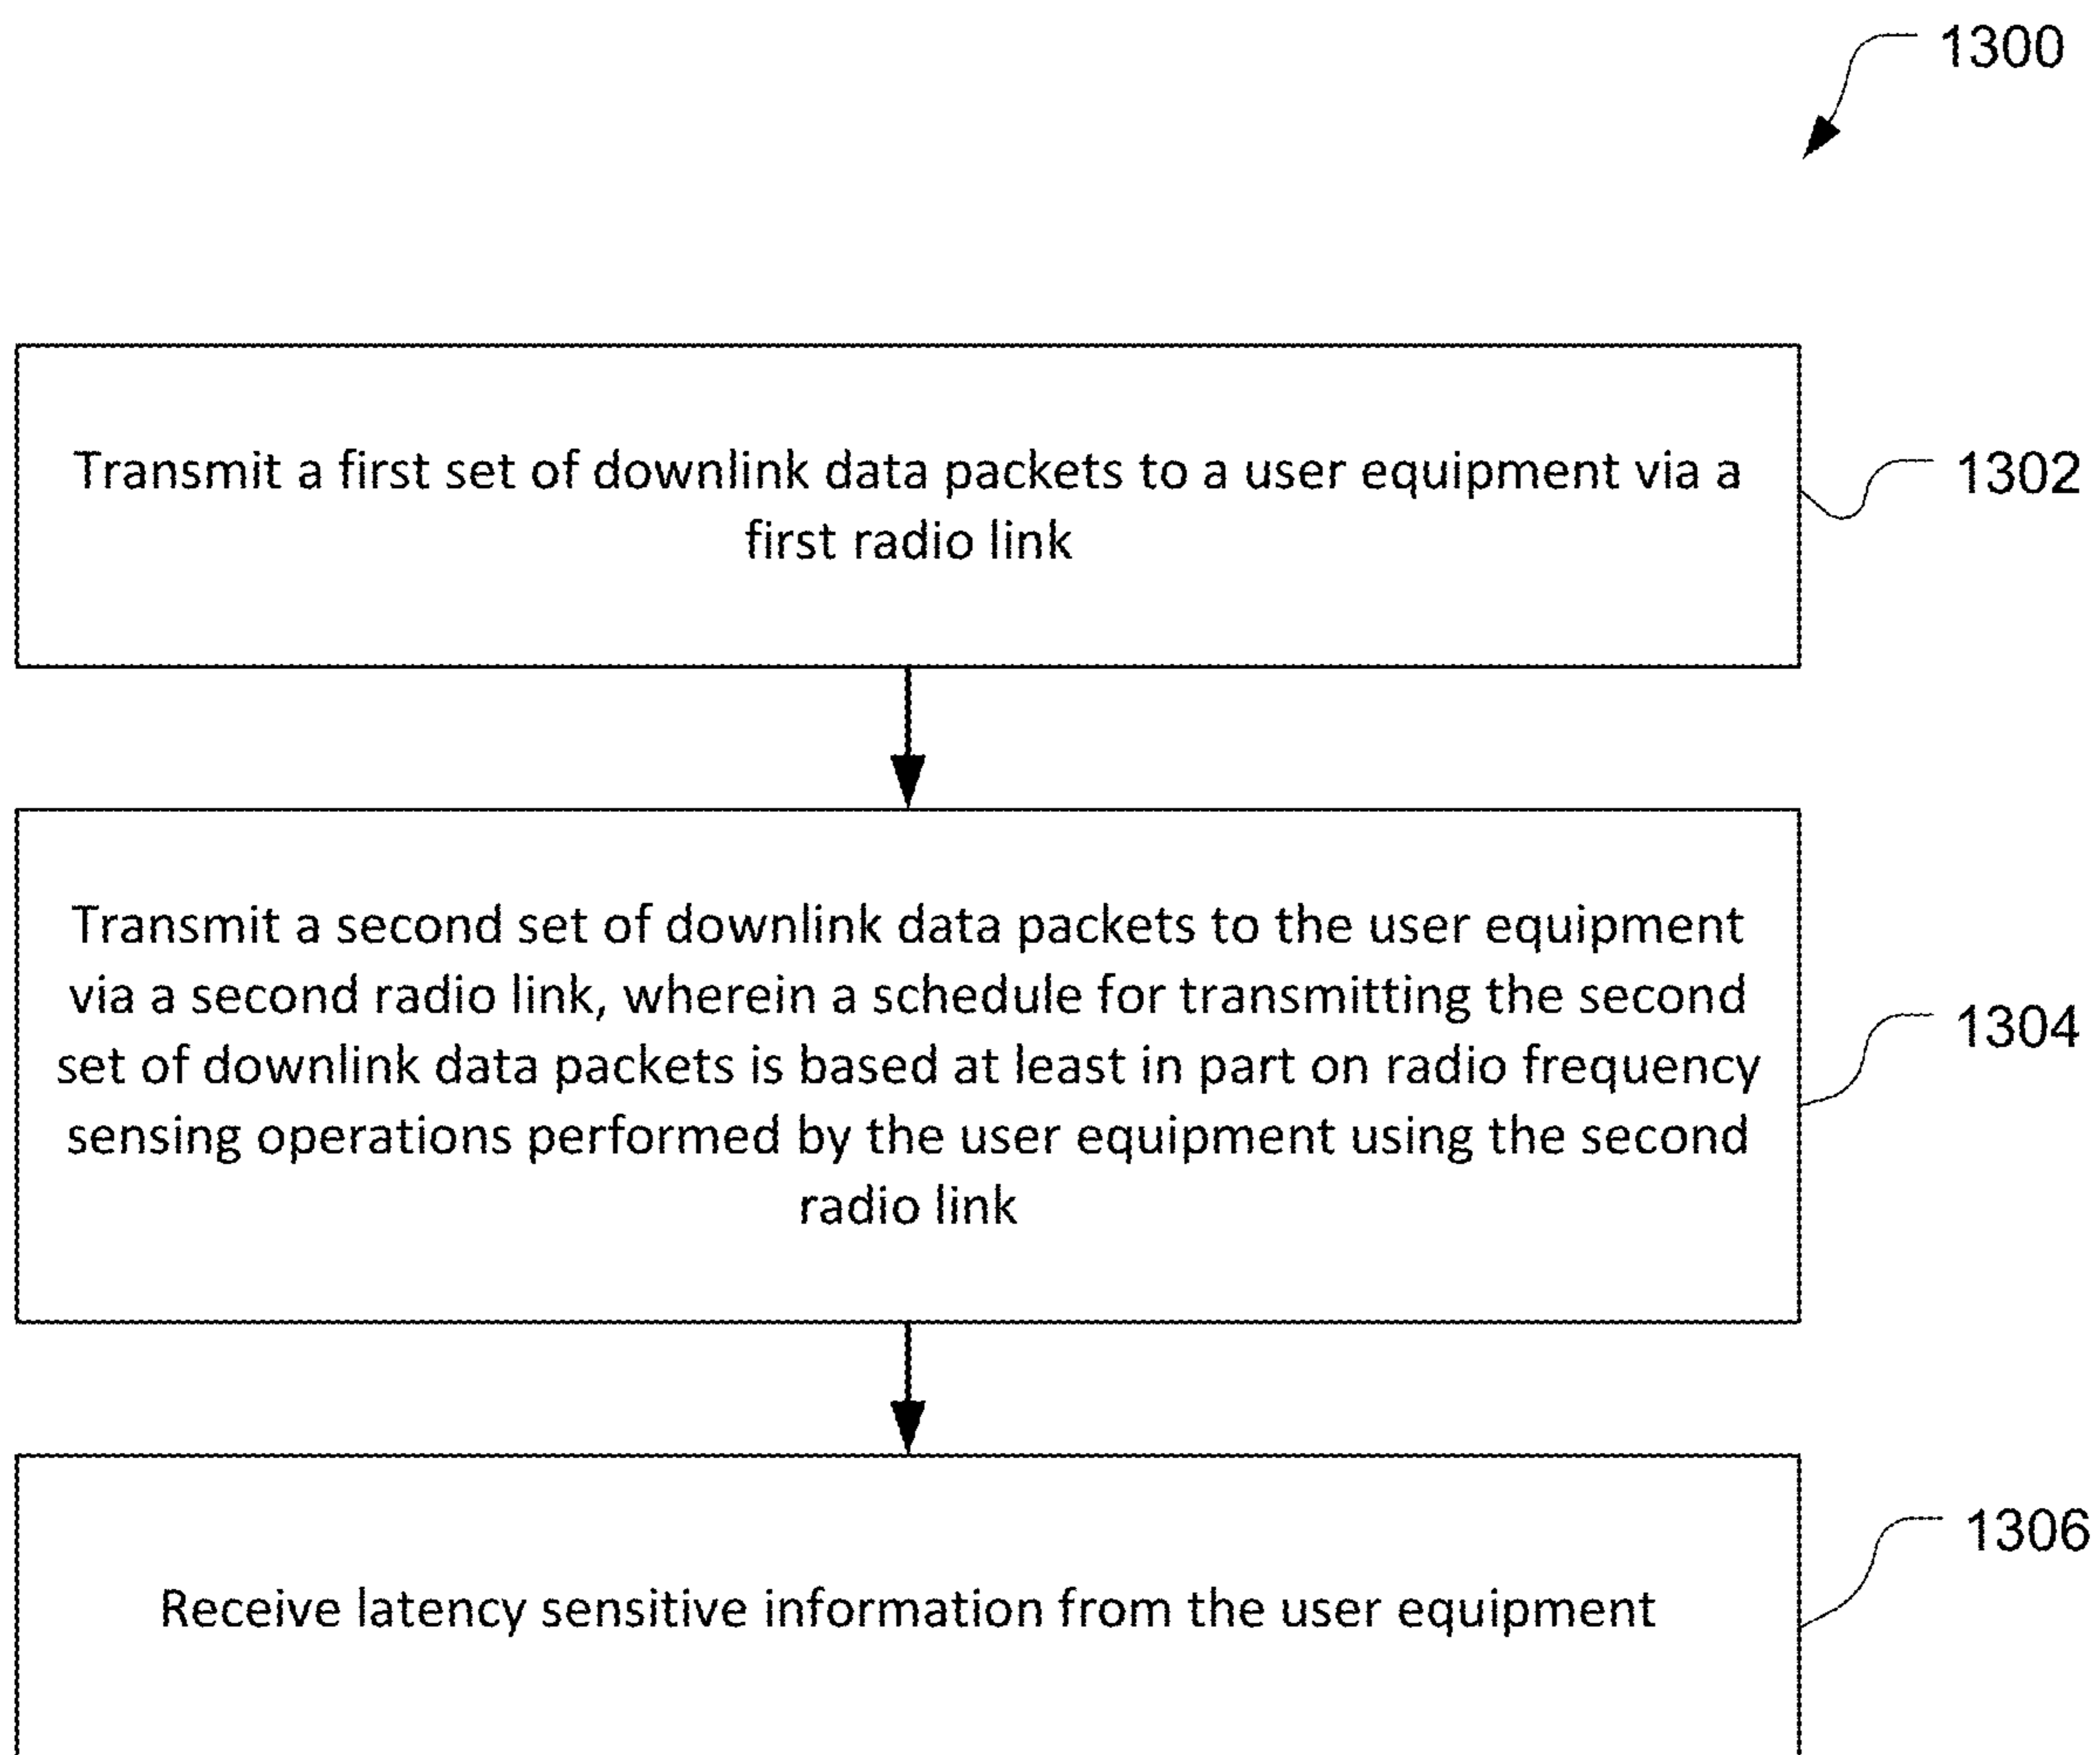 1300
Transmit a first set of downlink data packets to a user equipment via a
first radio link
1302
Transmit a second set of downlink data packets to the user equipment
via a second radio link, wherein a schedule for transmitting the second
set of downlink data packets is based at least in part on radio frequency
sensing operations performed by the user equipment using the second
radio link
1304
Receive latency sensitive information from the user equipment
1306